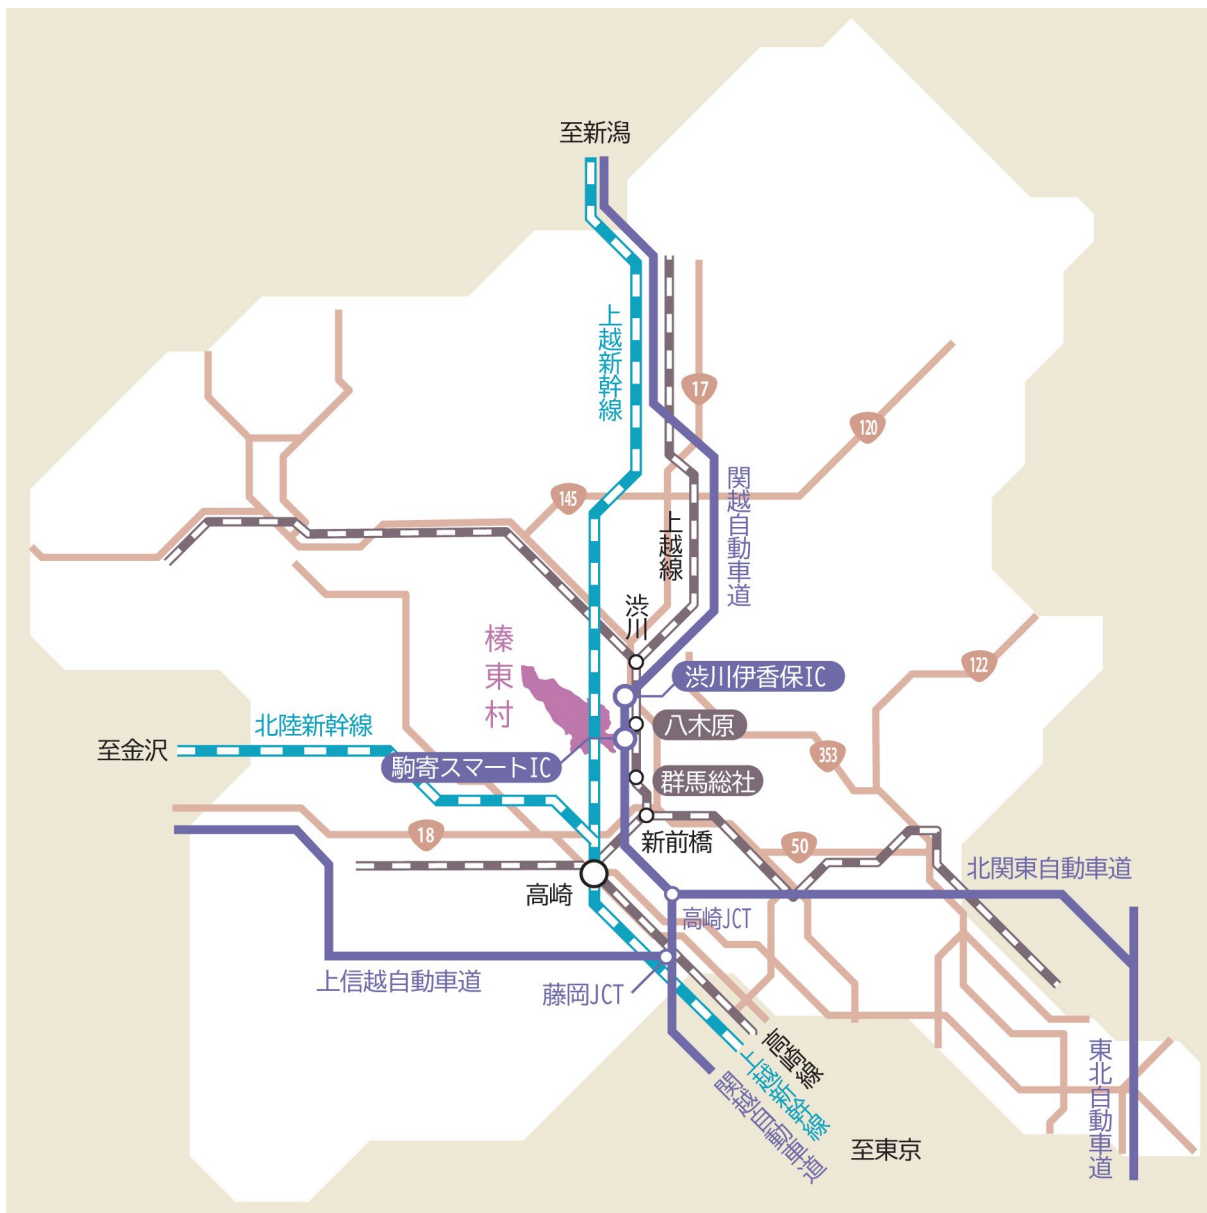 至新潟
上越新幹線
17
120
145
関越自動車道
上越線
渋川
榛東村
122
渋川伊香保IC
北陸新幹線
八木原
至金沢
353
駒寄スマートIC
群馬総社
18
新前橋
50
北関東自動車道
高崎
高崎JCT
上信越自動車道
藤岡JCT
高崎線
上越新幹線
関越自動車道
東北自動車道
至東京